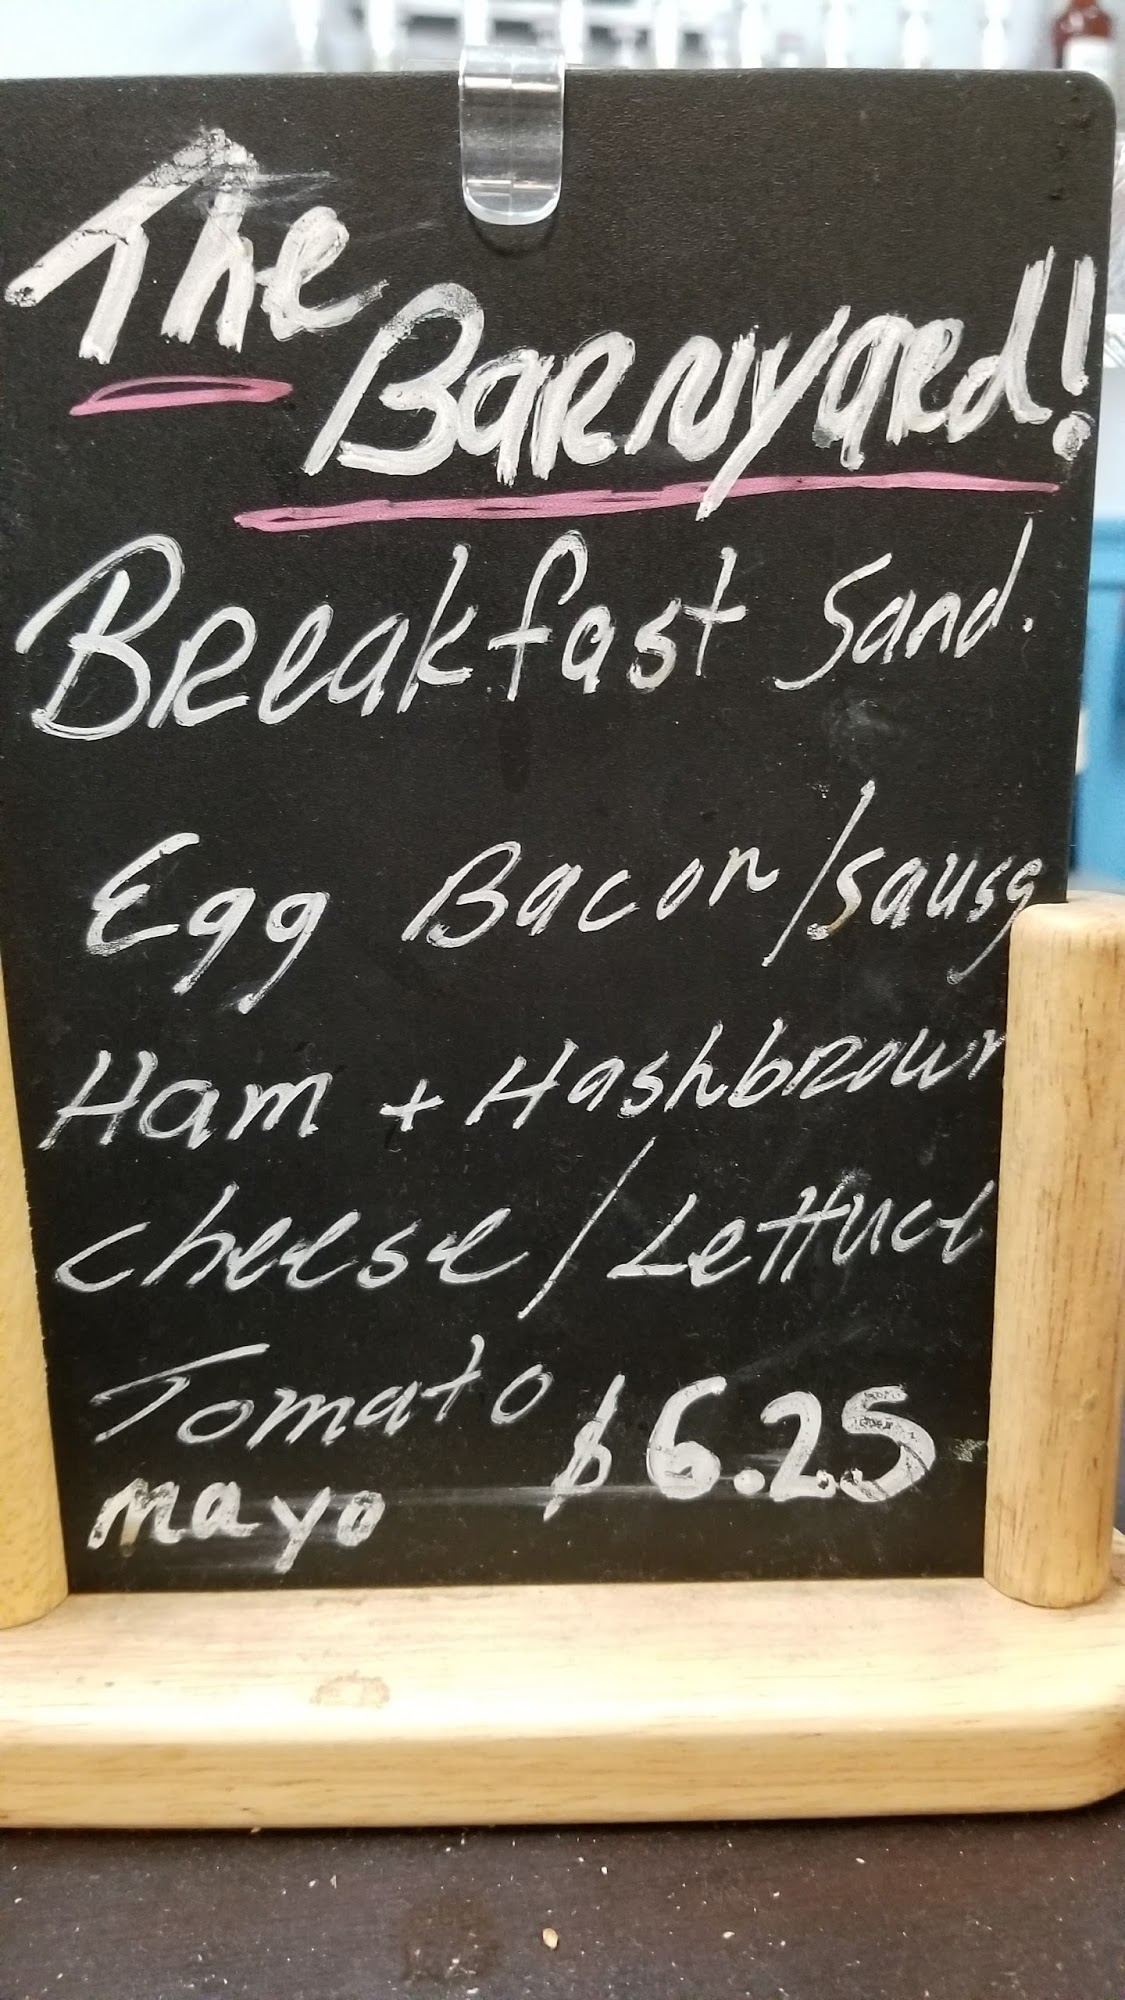 The
Barnyard!
Breakfast Sand.
Egg Bacon/sausg
Ham + Hashbrown
cheese/Lettuce
Tomato
mayo $6.25